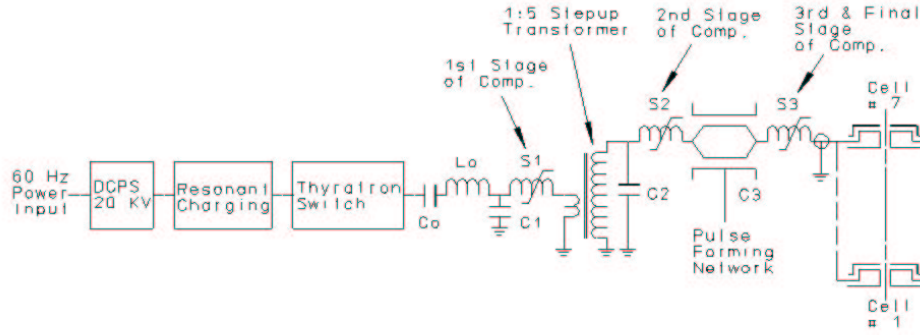 1:5 Stepup
Transformer
2nd Stage
of Comp.
3rd & Final
Stage
of Comp.
1st Stage
of Comp.
Cell
# 7
S2
S3
Lo
S1
60 Hz
Power
Input
DCPS
20 KV
Resonant
Charging
Thyratron
Switch
Co
C1
C2
C3
Pulse
Forming
Network
Cell
# 1